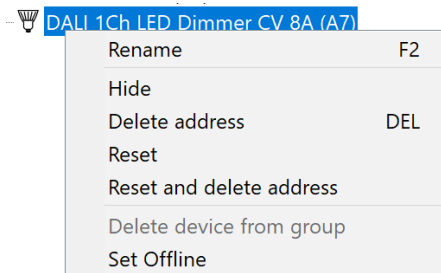 DALI 1Ch LED Dimmer CV 8A (A7)
Rename F2
Hide
Delete address DEL
Reset
Reset and delete address
Delete device from group
Set Offline